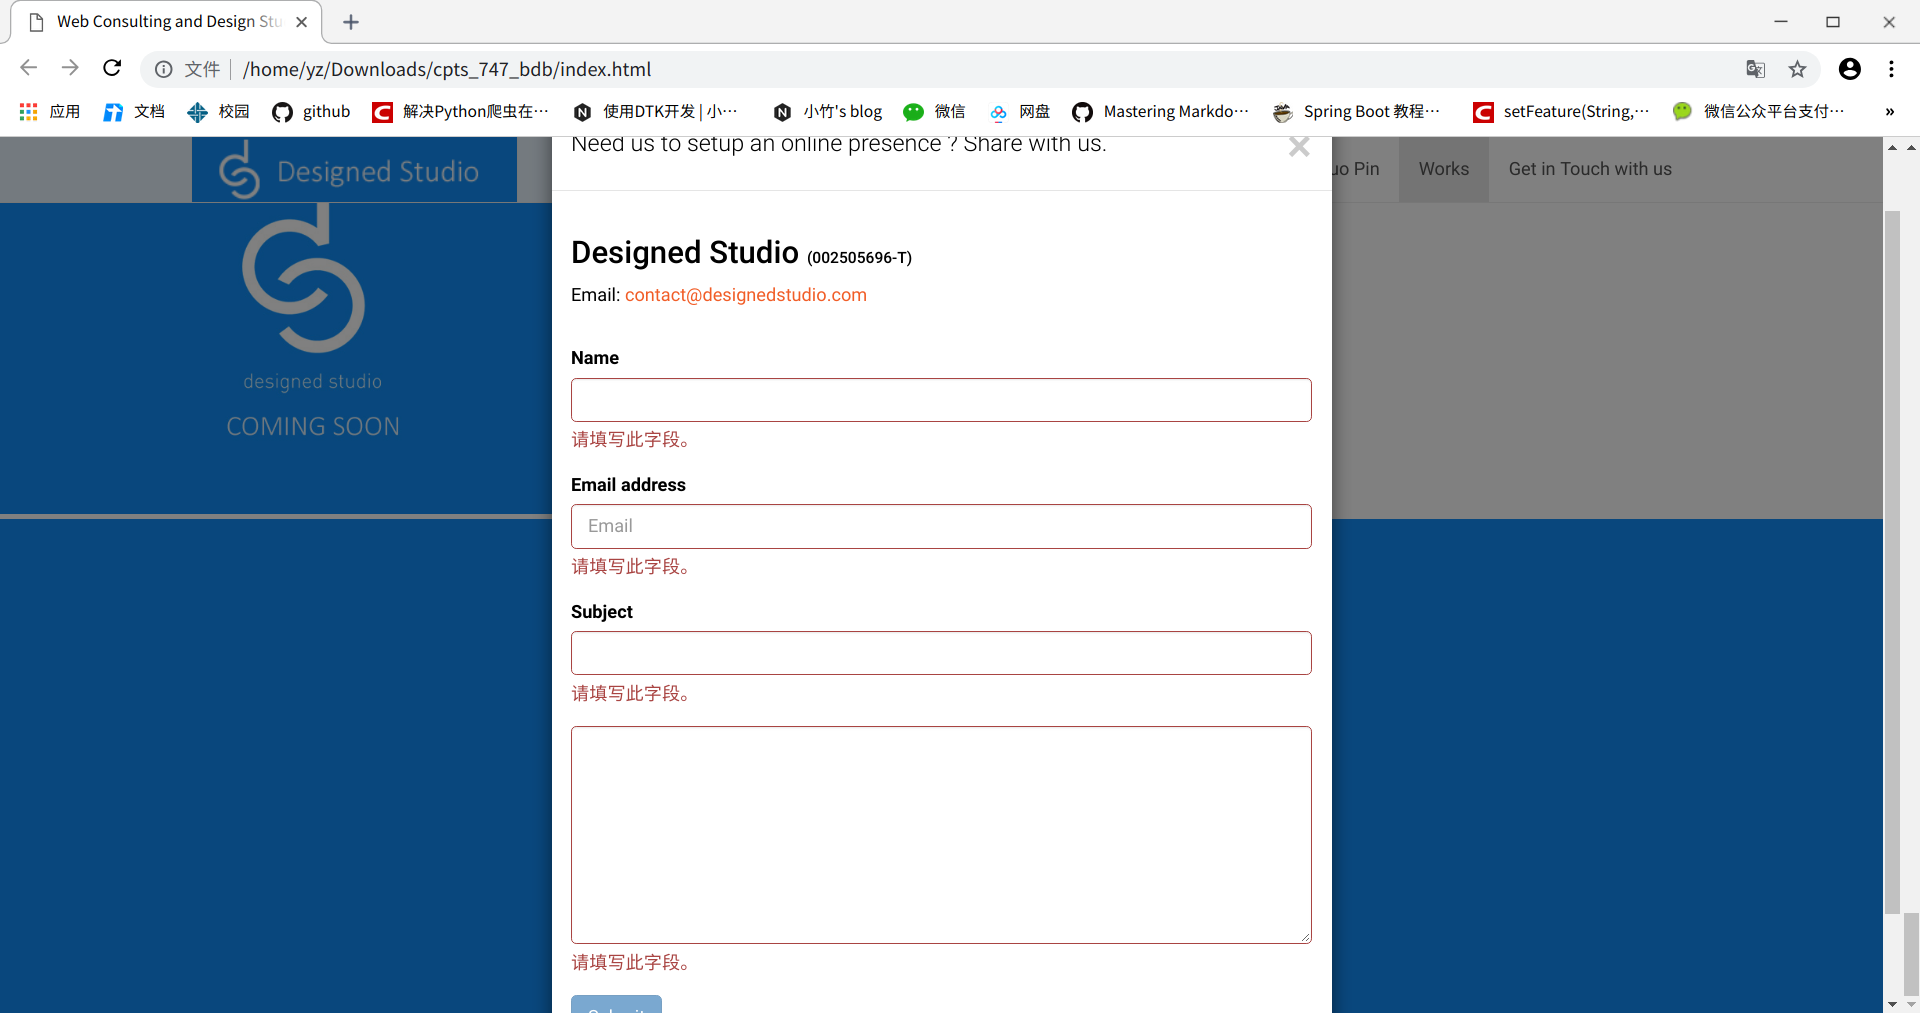 Web Consulting and Design Stu
文件 /home/yz/Downloads/cpts_747_bdb/index.html
应用 文档 校园 github 解决Python爬虫在… 使用DTK开发 | 小… 小竹's blog 微信 网盘 Mastering Markdo… Spring Boot 教程… setFeature(String,… 微信公众平台支付… »
Designed Studio
Need us to setup an online presence ? Share with us.
uo Pin Works Get in Touch with us
designed studio
COMING SOON
Designed Studio (002505696-T)
Email: contact@designedstudio.com
Name
请填写此字段。
Email address
Email
请填写此字段。
Subject
请填写此字段。
请填写此字段。
Submit